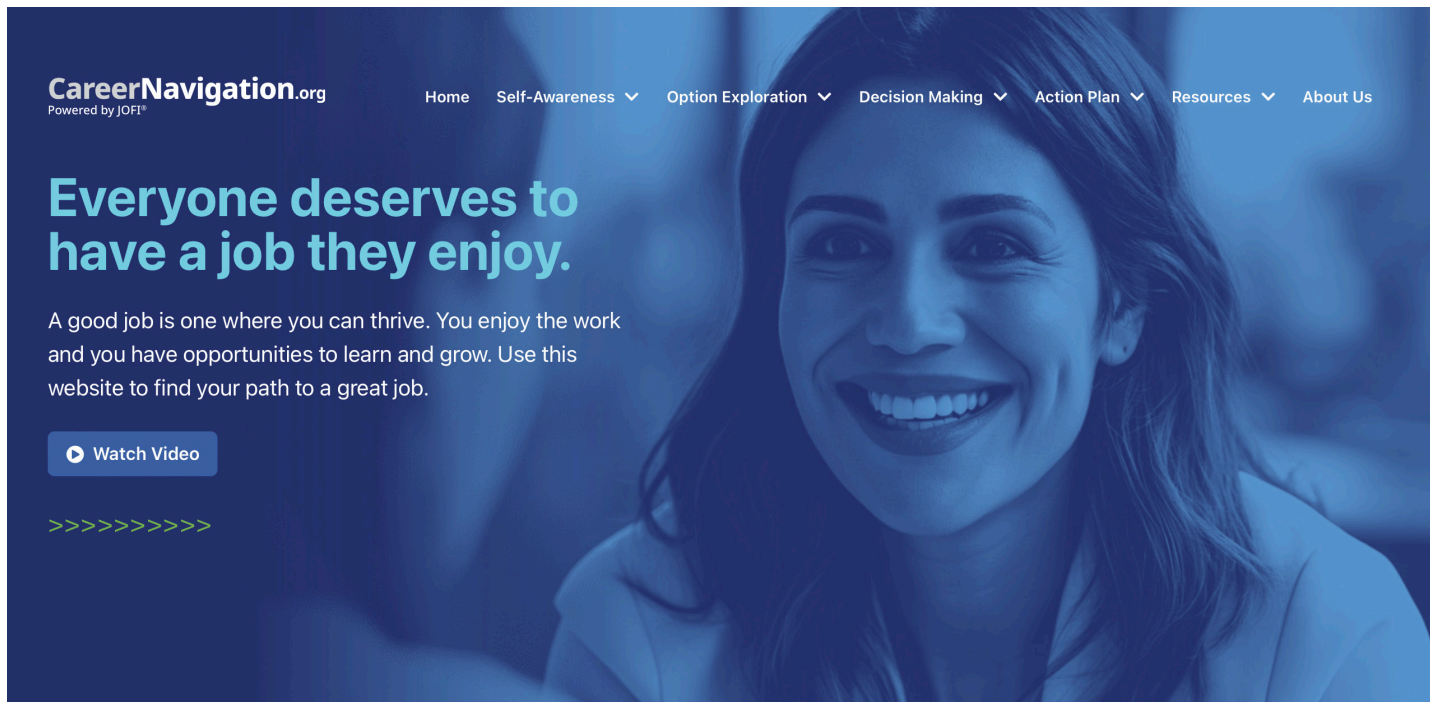 CareerNavigation.org
Powered by JOFI®
Home Self-Awareness Option Exploration Decision Making Action Plan Resources About Us
Everyone deserves to
have a job they enjoy.
A good job is one where you can thrive. You enjoy the work
and you have opportunities to learn and grow. Use this
website to find your path to a great job.
Watch Video
>>>>>>>>>>